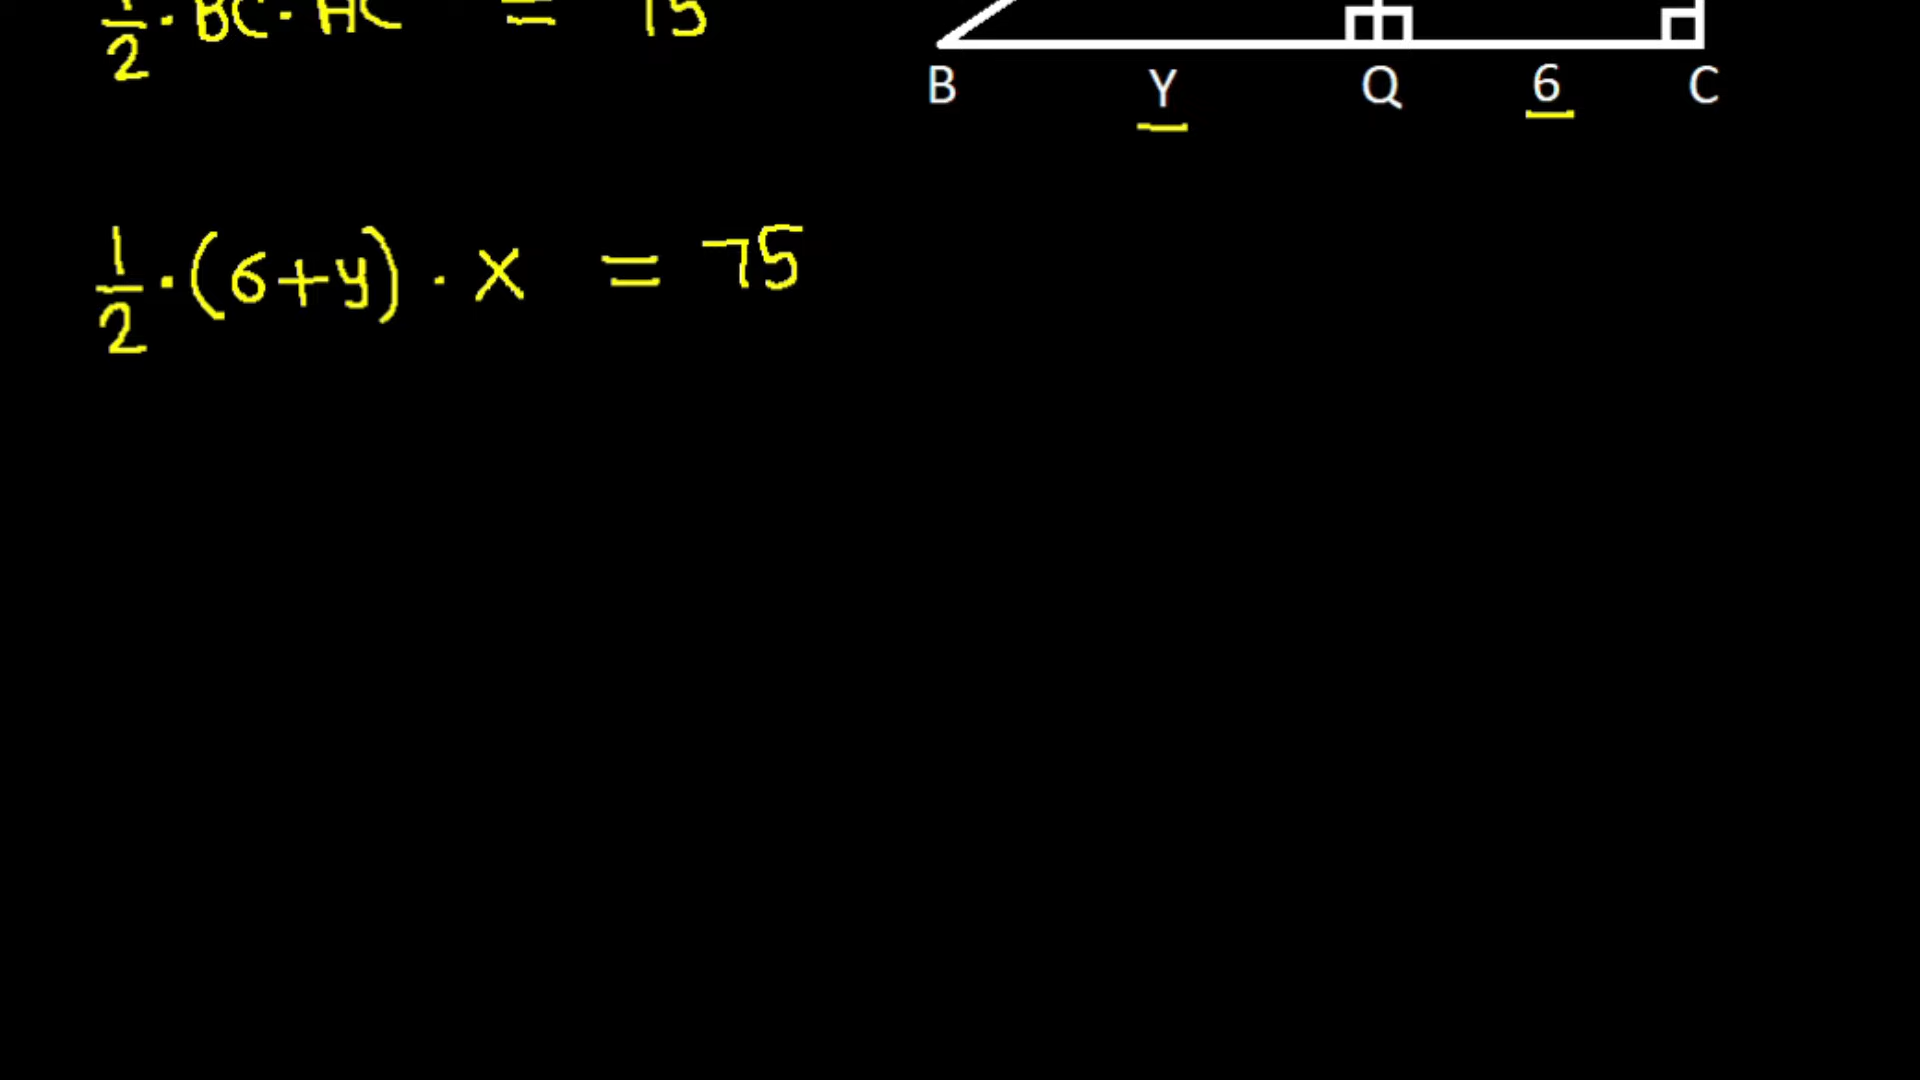 1/2 · BC · AC = 75
B Y Q 6 C
1/2 · (6+y) · x = 75